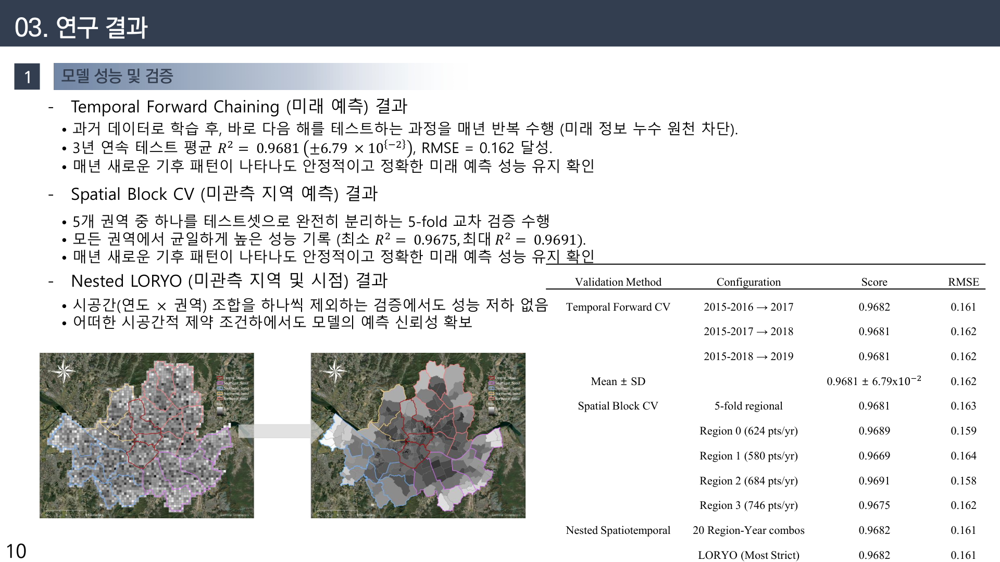 03. 연구 결과
1
모델 성능 및 검증
- Temporal Forward Chaining (미래 예측) 결과
• 과거 데이터로 학습 후, 바로 다음 해를 테스트하는 과정을 매년 반복 수행 (미래 정보 누수 원천 차단).
• 3년 연속 테스트 평균 R² = 0.9681 (±6.79 × 10^{−2}), RMSE = 0.162 달성.
• 매년 새로운 기후 패턴이 나타나도 안정적이고 정확한 미래 예측 성능 유지 확인
- Spatial Block CV (미관측 지역 예측) 결과
• 5개 권역 중 하나를 테스트셋으로 완전히 분리하는 5-fold 교차 검증 수행
• 모든 권역에서 균일하게 높은 성능 기록 (최소 R² = 0.9675, 최대 R² = 0.9691).
• 매년 새로운 기후 패턴이 나타나도 안정적이고 정확한 미래 예측 성능 유지 확인
- Nested LORYO (미관측 지역 및 시점) 결과
• 시공간(연도 × 권역) 조합을 하나씩 제외하는 검증에서도 성능 저하 없음
• 어떠한 시공간적 제약 조건하에서도 모델의 예측 신뢰성 확보
Validation Method Configuration Score RMSE
Temporal Forward CV 2015-2016 → 2017 0.9682 0.161
2015-2017 → 2018 0.9681 0.162
2015-2018 → 2019 0.9681 0.162
Mean ± SD 0.9681 ± 6.79x10⁻² 0.162
Spatial Block CV 5-fold regional 0.9681 0.163
Region 0 (624 pts/yr) 0.9689 0.159
Region 1 (580 pts/yr) 0.9669 0.164
Region 2 (684 pts/yr) 0.9691 0.158
Region 3 (746 pts/yr) 0.9675 0.162
Nested Spatiotemporal 20 Region-Year combos 0.9682 0.161
LORYO (Most Strict) 0.9682 0.161
Central_Seoul
Southeast_Seoul
Southwest_Seoul
Northwest_Seoul
Northeast_Seoul
Risk
8 Kilometers
Earthstar Geographics
Central_Seoul
Southeast_Seoul
Southwest_Seoul
Northwest_Seoul
Northeast_Seoul
Risk
8 Kilometers
Earthstar Geographics
10